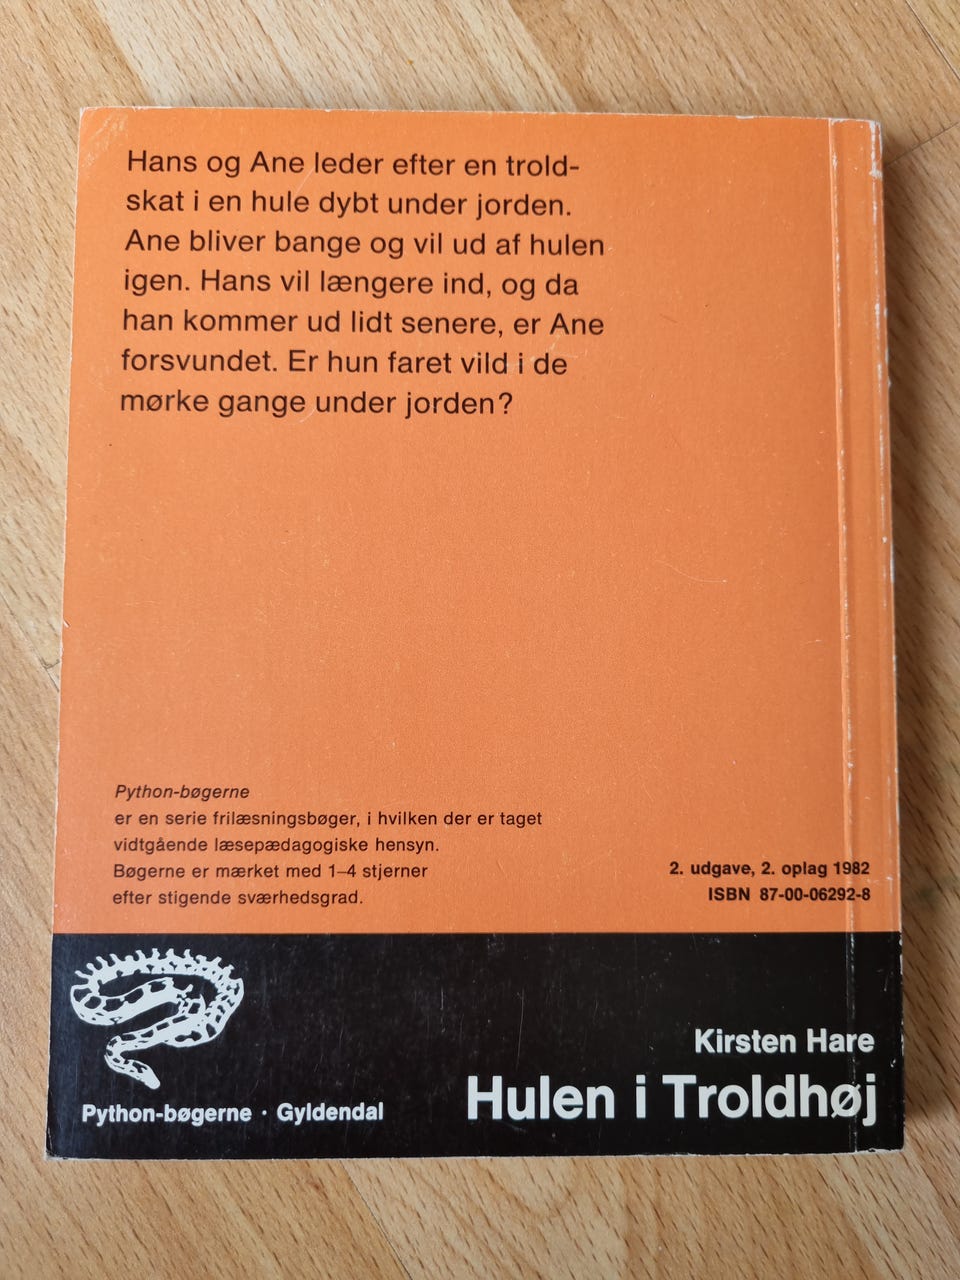 Hans og Ane leder efter en trold-
skat i en hule dybt under jorden.
Ane bliver bange og vil ud af hulen
igen. Hans vil længere ind, og da
han kommer ud lidt senere, er Ane
forsvundet. Er hun faret vild i de
mørke gange under jorden?
Python-bøgerne
er en serie frilæsningsbøger, i hvilken der er taget
vidtgående læsepædagogiske hensyn.
Bøgerne er mærket med 1–4 stjerner
efter stigende sværhedsgrad.
2. udgave, 2. oplag 1982
ISBN 87-00-06292-8
Kirsten Hare
Hulen i Troldhøj
Python-bøgerne · Gyldendal